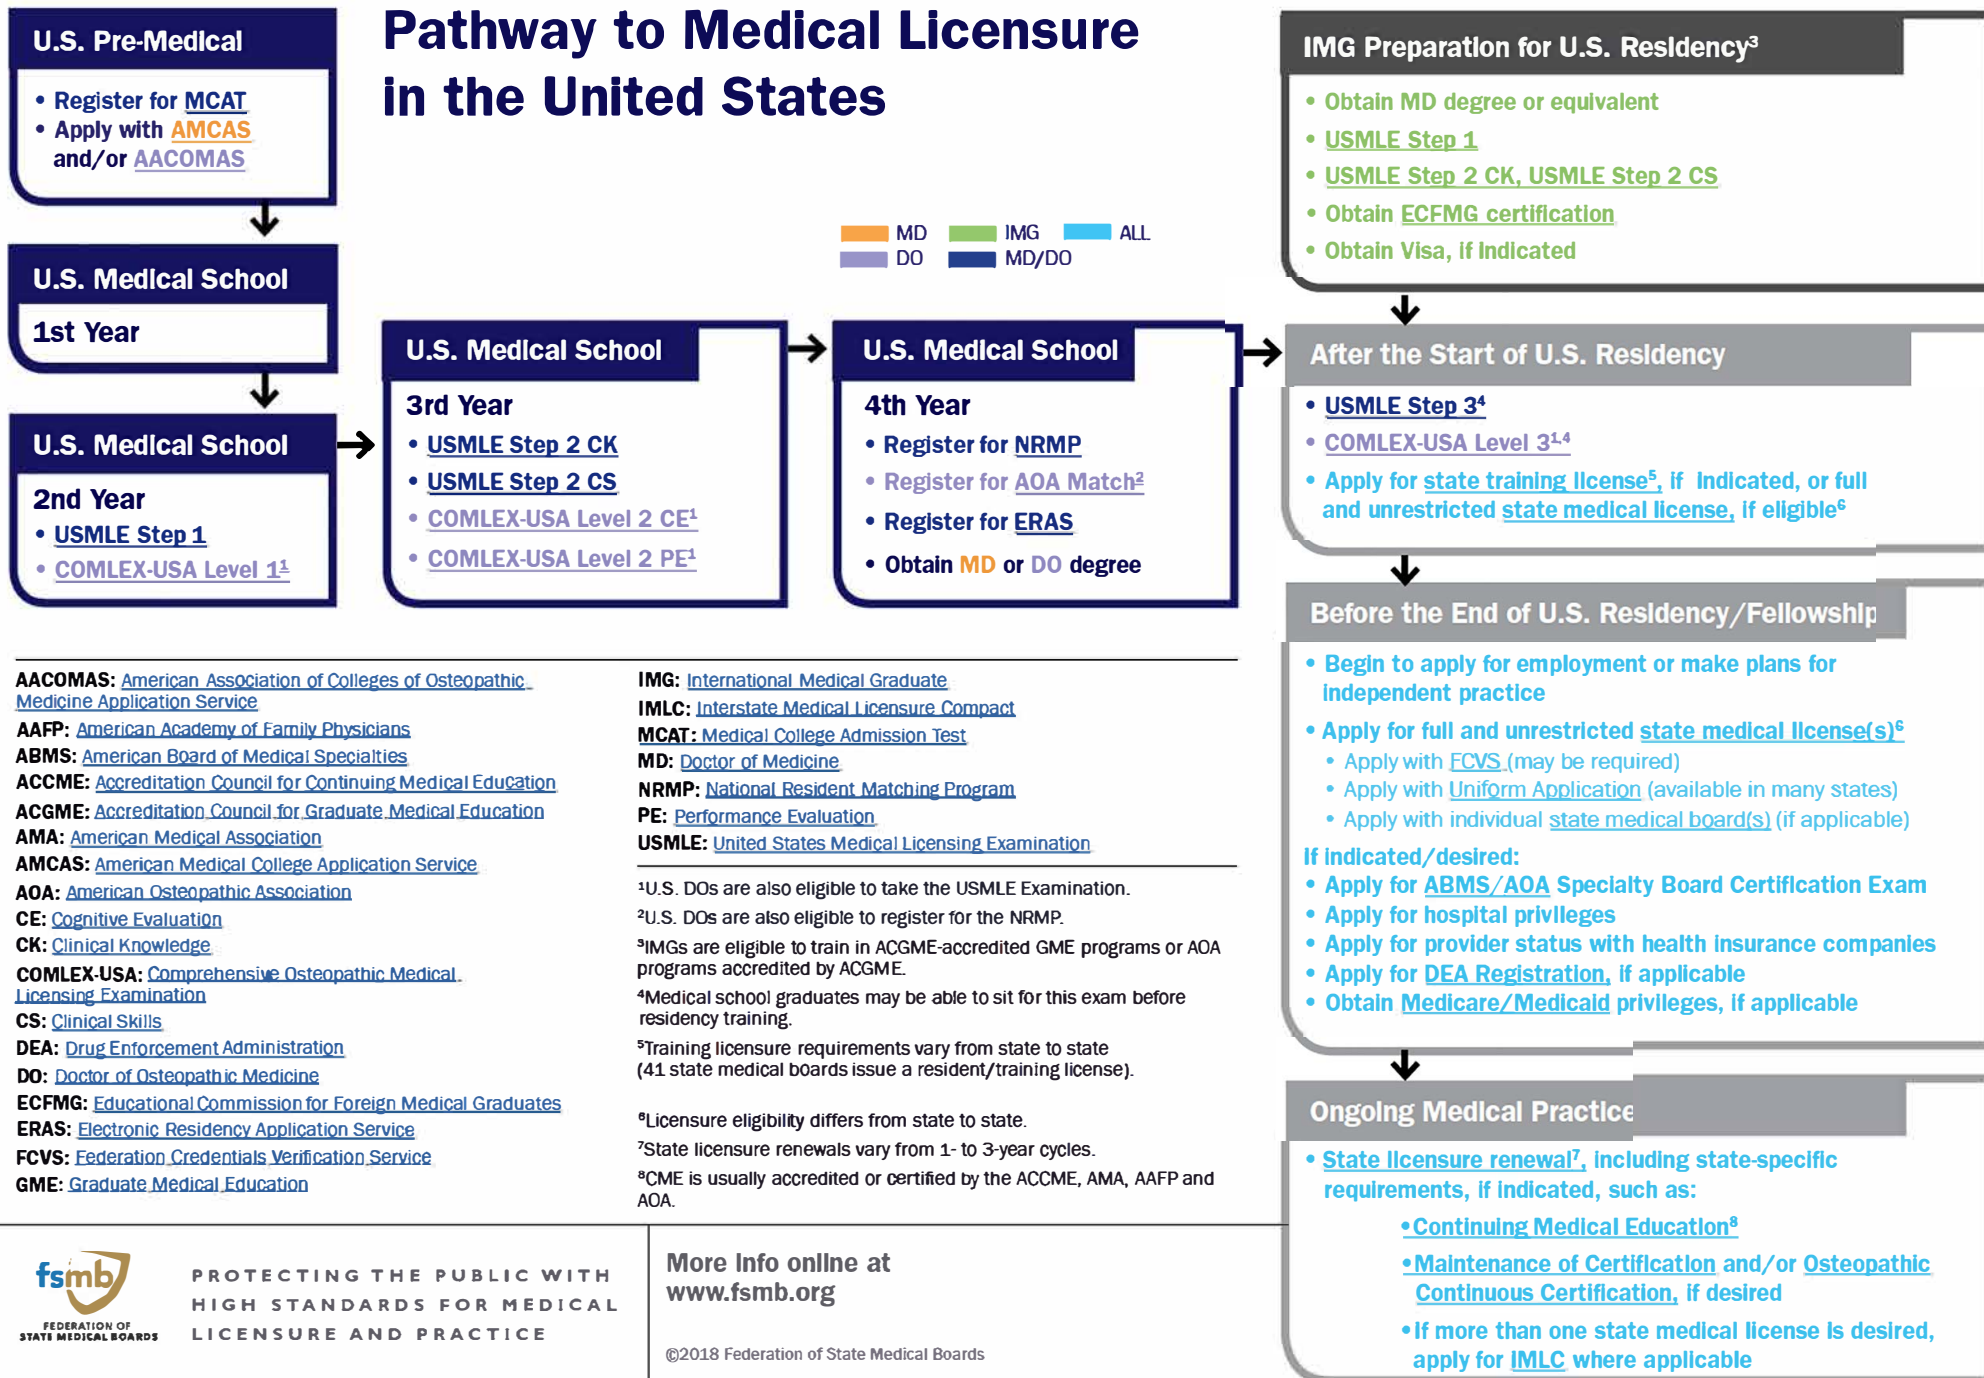 Pathway to Medical Licensure
in the United States
U.S. Pre-Medical
• Register for MCAT
• Apply with AMCAS
and/or AACOMAS
U.S. Medical School
1st Year
U.S. Medical School
2nd Year
• USMLE Step 1
• COMLEX-USA Level 1¹
U.S. Medical School
3rd Year
• USMLE Step 2 CK
• USMLE Step 2 CS
• COMLEX-USA Level 2 CE¹
• COMLEX-USA Level 2 PE¹
MD
IMG
ALL
DO
MD/DO
U.S. Medical School
4th Year
• Register for NRMP
• Register for AOA Match²
• Register for ERAS
• Obtain MD or DO degree
IMG Preparation for U.S. Residency³
• Obtain MD degree or equivalent
• USMLE Step 1
• USMLE Step 2 CK, USMLE Step 2 CS
• Obtain ECFMG certification
• Obtain Visa, if Indicated
After the Start of U.S. Residency
• USMLE Step 3⁴
• COMLEX-USA Level 3¹,⁴
• Apply for state training license⁵, if Indicated, or full
and unrestricted state medical license, if eligible⁶
Before the End of U.S. Residency/Fellowship
• Begin to apply for employment or make plans for
independent practice
• Apply for full and unrestricted state medical license(s)⁶
• Apply with FCVS (may be required)
• Apply with Uniform Application (available in many states)
• Apply with individual state medical board(s) (if applicable)
If indicated/desired:
• Apply for ABMS/AOA Specialty Board Certification Exam
• Apply for hospital privileges
• Apply for provider status with health insurance companies
• Apply for DEA Registration, if applicable
• Obtain Medicare/Medicaid privileges, if applicable
Ongoing Medical Practice
• State licensure renewal⁷, including state-specific
requirements, if indicated, such as:
•Continuing Medical Education⁸
•Maintenance of Certification and/or Osteopathic
Continuous Certification, if desired
•If more than one state medical license is desired,
apply for IMLC where applicable
AACOMAS: American Association of Colleges of Osteopathic
Medicine Application Service
AAFP: American Academy of Family Physicians
ABMS: American Board of Medical Specialties
ACCME: Accreditation Council for Continuing Medical Education
ACGME: Accreditation Council for Graduate Medical Education
AMA: American Medical Association
AMCAS: American Medical College Application Service
AOA: American Osteopathic Association
CE: Cognitive Evaluation
CK: Clinical Knowledge
COMLEX-USA: Comprehensive Osteopathic Medical
Licensing Examination
CS: Clinical Skills
DEA: Drug Enforcement Administration
DO: Doctor of Osteopathic Medicine
ECFMG: Educational Commission for Foreign Medical Graduates
ERAS: Electronic Residency Application Service
FCVS: Federation Credentials Verification Service
GME: Graduate Medical Education
IMG: International Medical Graduate
IMLC: Interstate Medical Licensure Compact
MCAT: Medical College Admission Test
MD: Doctor of Medicine
NRMP: National Resident Matching Program
PE: Performance Evaluation
USMLE: United States Medical Licensing Examination
¹U.S. DOs are also eligible to take the USMLE Examination.
²U.S. DOs are also eligible to register for the NRMP.
³IMGs are eligible to train in ACGME-accredited GME programs or AOA
programs accredited by ACGME.
⁴Medical school graduates may be able to sit for this exam before
residency training.
⁵Training licensure requirements vary from state to state
(41 state medical boards issue a resident/training license).
⁶Licensure eligibility differs from state to state.
⁷State licensure renewals vary from 1- to 3-year cycles.
⁸CME is usually accredited or certified by the ACCME, AMA, AAFP and
AOA.
fsmb
FEDERATION OF
STATE MEDICAL BOARDS
PROTECTING THE PUBLIC WITH
HIGH STANDARDS FOR MEDICAL
LICENSURE AND PRACTICE
More Info online at
www.fsmb.org
©2018 Federation of State Medical Boards